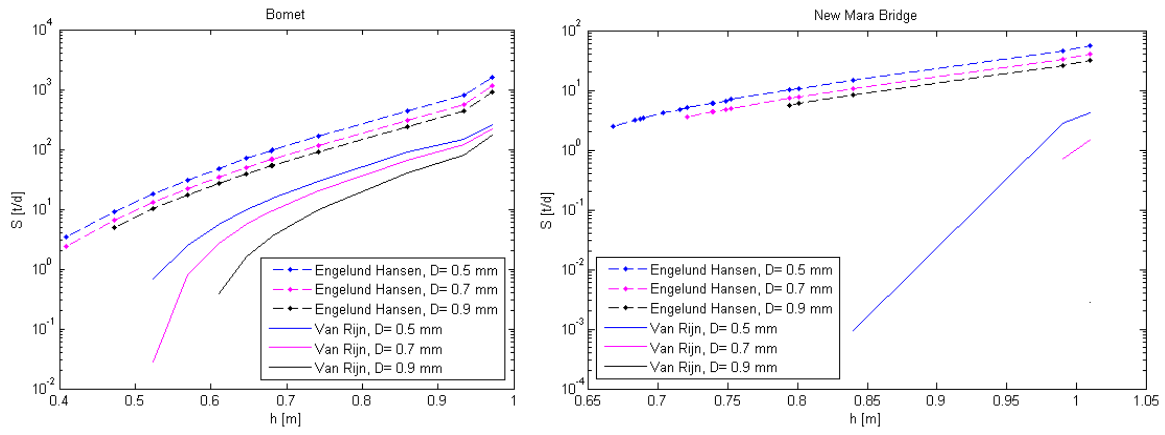 Bomet
S [t/d]
10^4
10^3
10^2
10^1
10^0
10^-1
10^-2
0.4 0.5 0.6 0.7 0.8 0.9 1
h [m]
Engelund Hansen, D= 0.5 mm
Engelund Hansen, D= 0.7 mm
Engelund Hansen, D= 0.9 mm
Van Rijn, D= 0.5 mm
Van Rijn, D= 0.7 mm
Van Rijn, D= 0.9 mm
New Mara Bridge
S [t/d]
10^2
10^1
10^0
10^-1
10^-2
10^-3
10^-4
0.65 0.7 0.75 0.8 0.85 0.9 0.95 1 1.05
h [m]
Engelund Hansen, D= 0.5 mm
Engelund Hansen, D= 0.7 mm
Engelund Hansen, D= 0.9 mm
Van Rijn, D= 0.5 mm
Van Rijn, D= 0.7 mm
Van Rijn, D= 0.9 mm